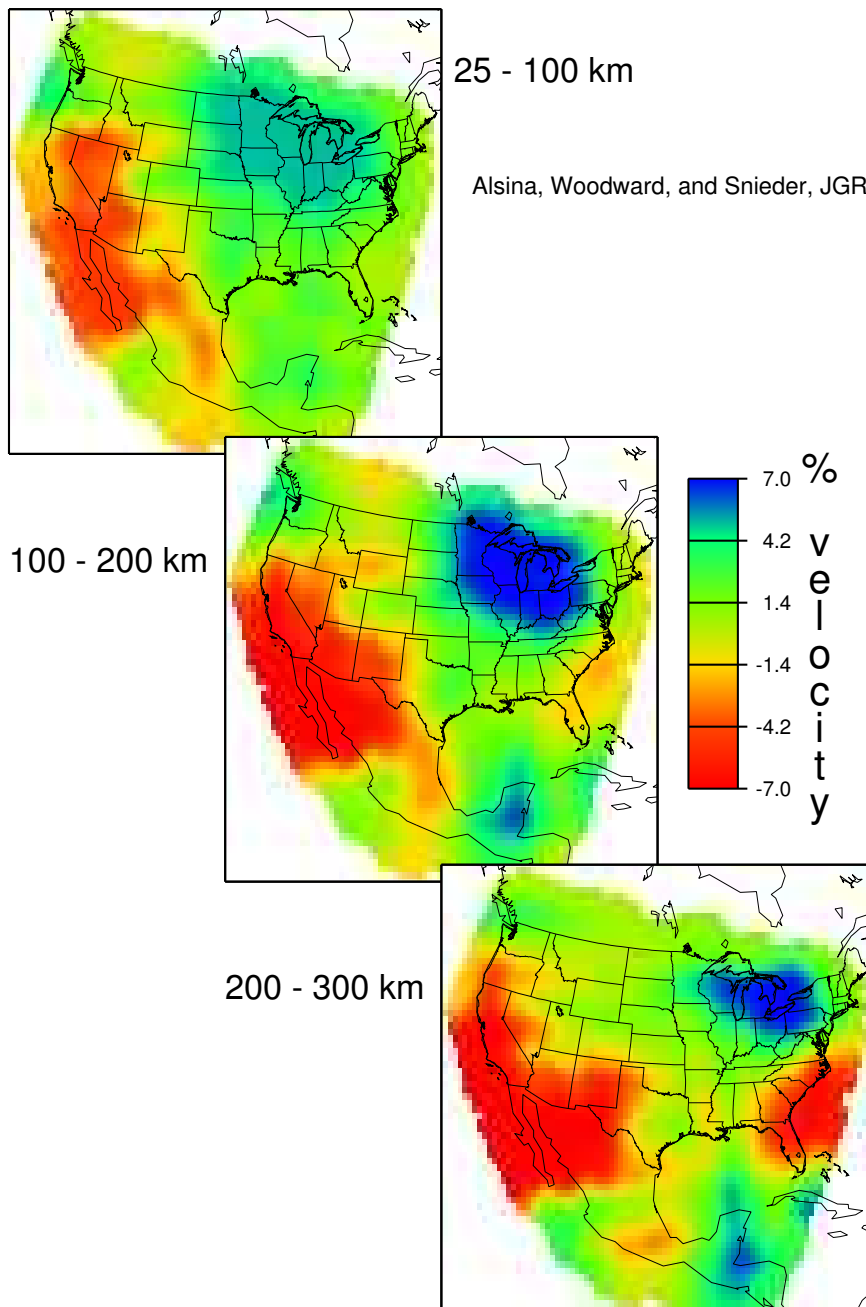 25 - 100 km
Alsina, Woodward, and Snieder, JGR
100 - 200 km
7.0
4.2
1.4
-1.4
-4.2
-7.0
% velocity
200 - 300 km